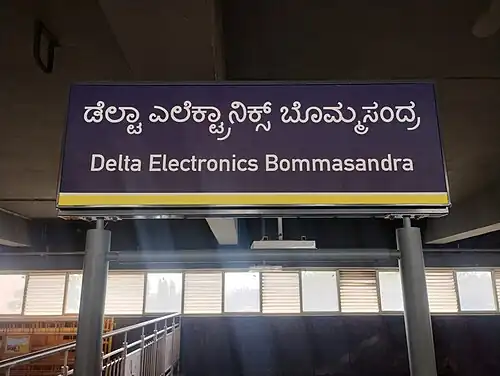 ಡೆಲ್ಟಾ ಎಲೆಕ್ಟ್ರಾನಿಕ್ಸ್ ಬೊಮ್ಮಸಂದ್ರ
Delta Electronics Bommasandra